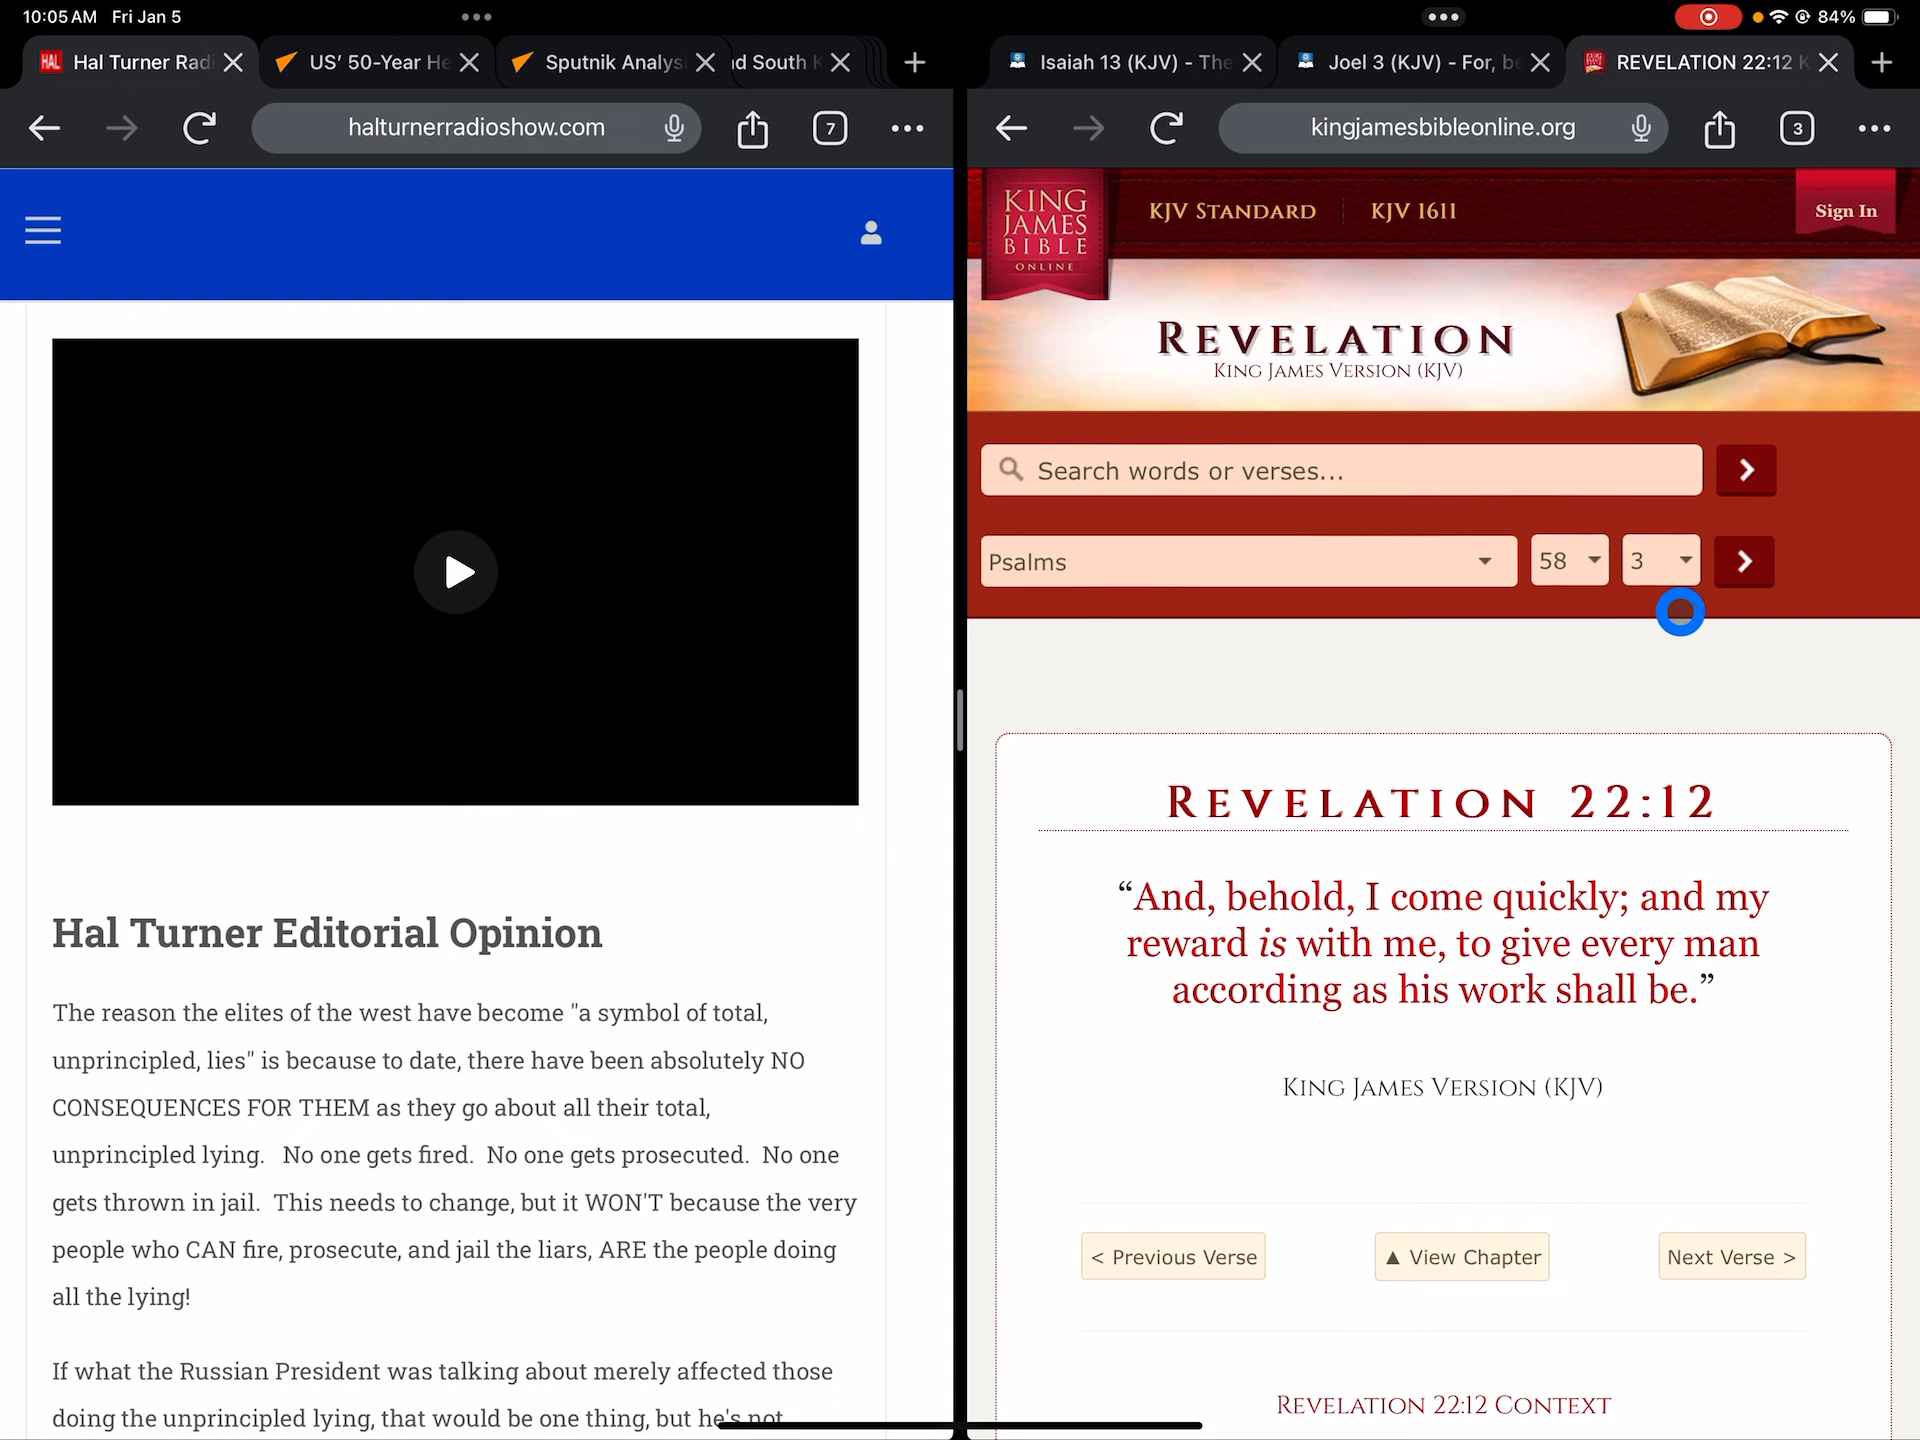 10:05 AM Fri Jan 5
84%
HAL Hal Turner Radi
US’ 50-Year He
Sputnik Analys
d South K
halturnerradioshow.com
7
Hal Turner Editorial Opinion
The reason the elites of the west have become "a symbol of total,
unprincipled, lies" is because to date, there have been absolutely NO
CONSEQUENCES FOR THEM as they go about all their total,
unprincipled lying. No one gets fired. No one gets prosecuted. No one
gets thrown in jail. This needs to change, but it WON'T because the very
people who CAN fire, prosecute, and jail the liars, ARE the people doing
all the lying!
If what the Russian President was talking about merely affected those
doing the unprincipled lying, that would be one thing, but he's not
Isaiah 13 (KJV) - The
Joel 3 (KJV) - For, be
REVELATION 22:12 K
kingjamesbibleonline.org
3
KING
JAMES
BIBLE
ONLINE
KJV STANDARD
KJV 1611
Sign In
REVELATION
KING JAMES VERSION (KJV)
Search words or verses...
Psalms
58
3
REVELATION 22:12
“And, behold, I come quickly; and my
reward is with me, to give every man
according as his work shall be.”
KING JAMES VERSION (KJV)
< Previous Verse
▲ View Chapter
Next Verse >
REVELATION 22:12 CONTEXT